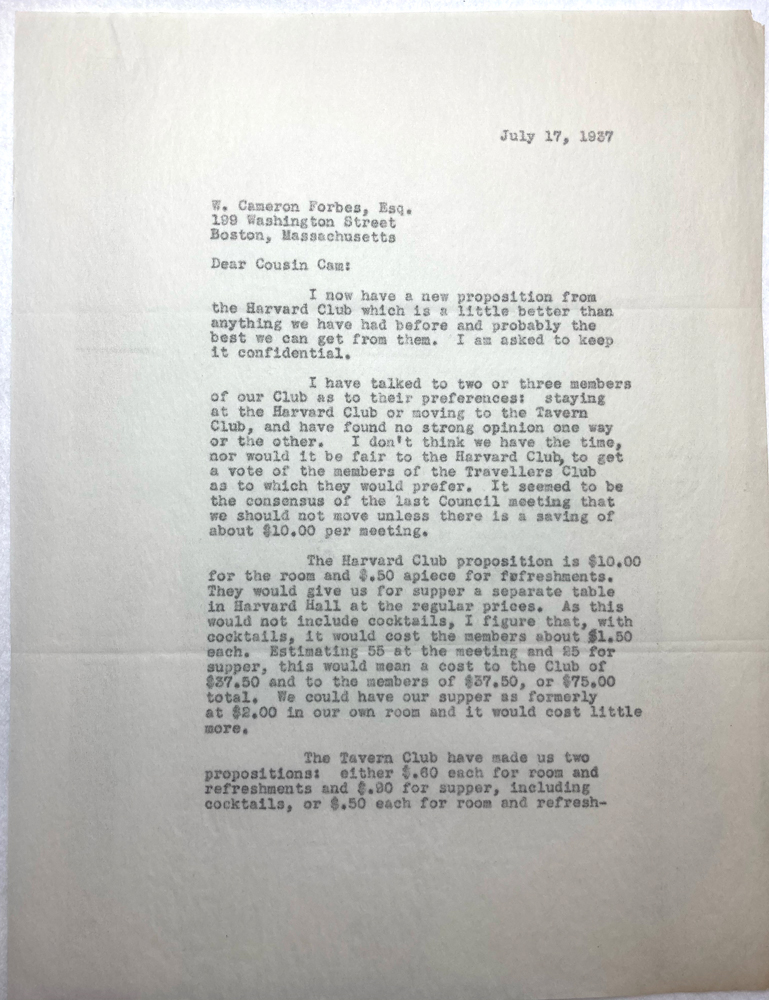 July 17, 1937
W. Cameron Forbes, Esq.
199 Washington Street
Boston, Massachusetts
Dear Cousin Cam:
I now have a new proposition from
the Harvard Club which is a little better than
anything we have had before and probably the
best we can get from them. I am asked to keep
it confidential.
I have talked to two or three members
of our Club as to their preferences: staying
at the Harvard Club or moving to the Tavern
Club, and have found no strong opinion one way
or the other. I don't think we have the time,
nor would it be fair to the Harvard Club, to get
a vote of the members of the Travellers Club
as to which they would prefer. It seemed to be
the consensus of the last Council meeting that
we should not move unless there is a saving of
about $10.00 per meeting.
The Harvard Club proposition is $10.00
for the room and $.50 apiece for refreshments.
They would give us for supper a separate table
in Harvard Hall at the regular prices. As this
would not include cocktails, I figure that, with
cocktails, it would cost the members about $1.50
each. Estimating 55 at the meeting and 25 for
supper, this would mean a cost to the Club of
$37.50 and to the members of $37.50, or $75.00
total. We could have our supper as formerly
at $2.00 in our own room and it would cost little
more.
The Tavern Club have made us two
propositions: either $.60 each for room and
refreshments and $.90 for supper, including
cocktails, or $.50 each for room and refresh-